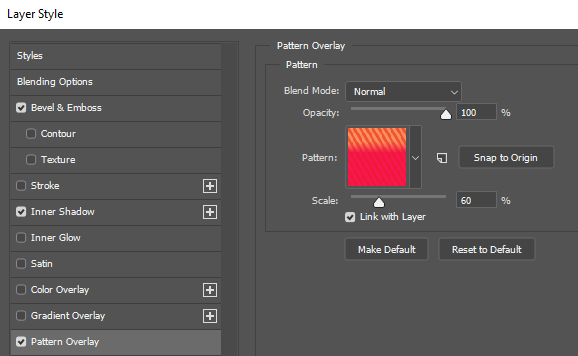 Layer Style
Styles
Blending Options
Bevel & Emboss
Contour
Texture
Stroke
Inner Shadow
Inner Glow
Satin
Color Overlay
Gradient Overlay
Pattern Overlay
Pattern Overlay
Pattern
Blend Mode: Normal
Opacity: 100 %
Pattern: Snap to Origin
Scale: 60 %
Link with Layer
Make Default Reset to Default